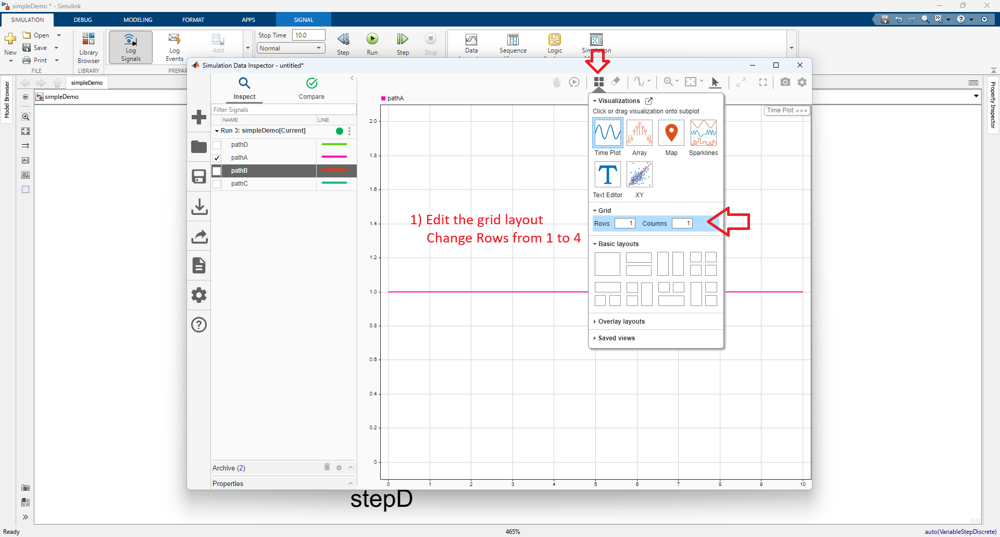 simpleDemo * - Simulink
SIMULATION DEBUG MODELING FORMAT APPS SIGNAL
New
Open
Save
Print
FILE
Library Browser
LIBRARY
Log Signals
Log Events
Add
PREPAR
Stop Time 10.0
Normal
Step Back
Run
Step
Stop
Data
Sequence
Logic
Simulation
Simulation Data Inspector - untitled*
Model Browser
simpleDemo
simpleDemo
Property Inspector
Inspect
Compare
Filter Signals
NAME LINE
Run 3: simpleDemo[Current]
pathD
pathA
pathB
pathC
Archive (2)
Properties
pathA
Time Plot
2.0
1.8
1.6
1.4
1.2
1.0
0.8
0.6
0.4
0.2
0
0 1 2 3 4 5 6 7 8 9 10
1) Edit the grid layout
Change Rows from 1 to 4
Visualizations
Click or drag visualization onto subplot
Time Plot Array Map Sparklines
T
Text Editor XY
Grid
Rows 1 Columns 1
Basic layouts
Overlay layouts
Saved views
stepD
Ready
465%
auto(VariableStepDiscrete)